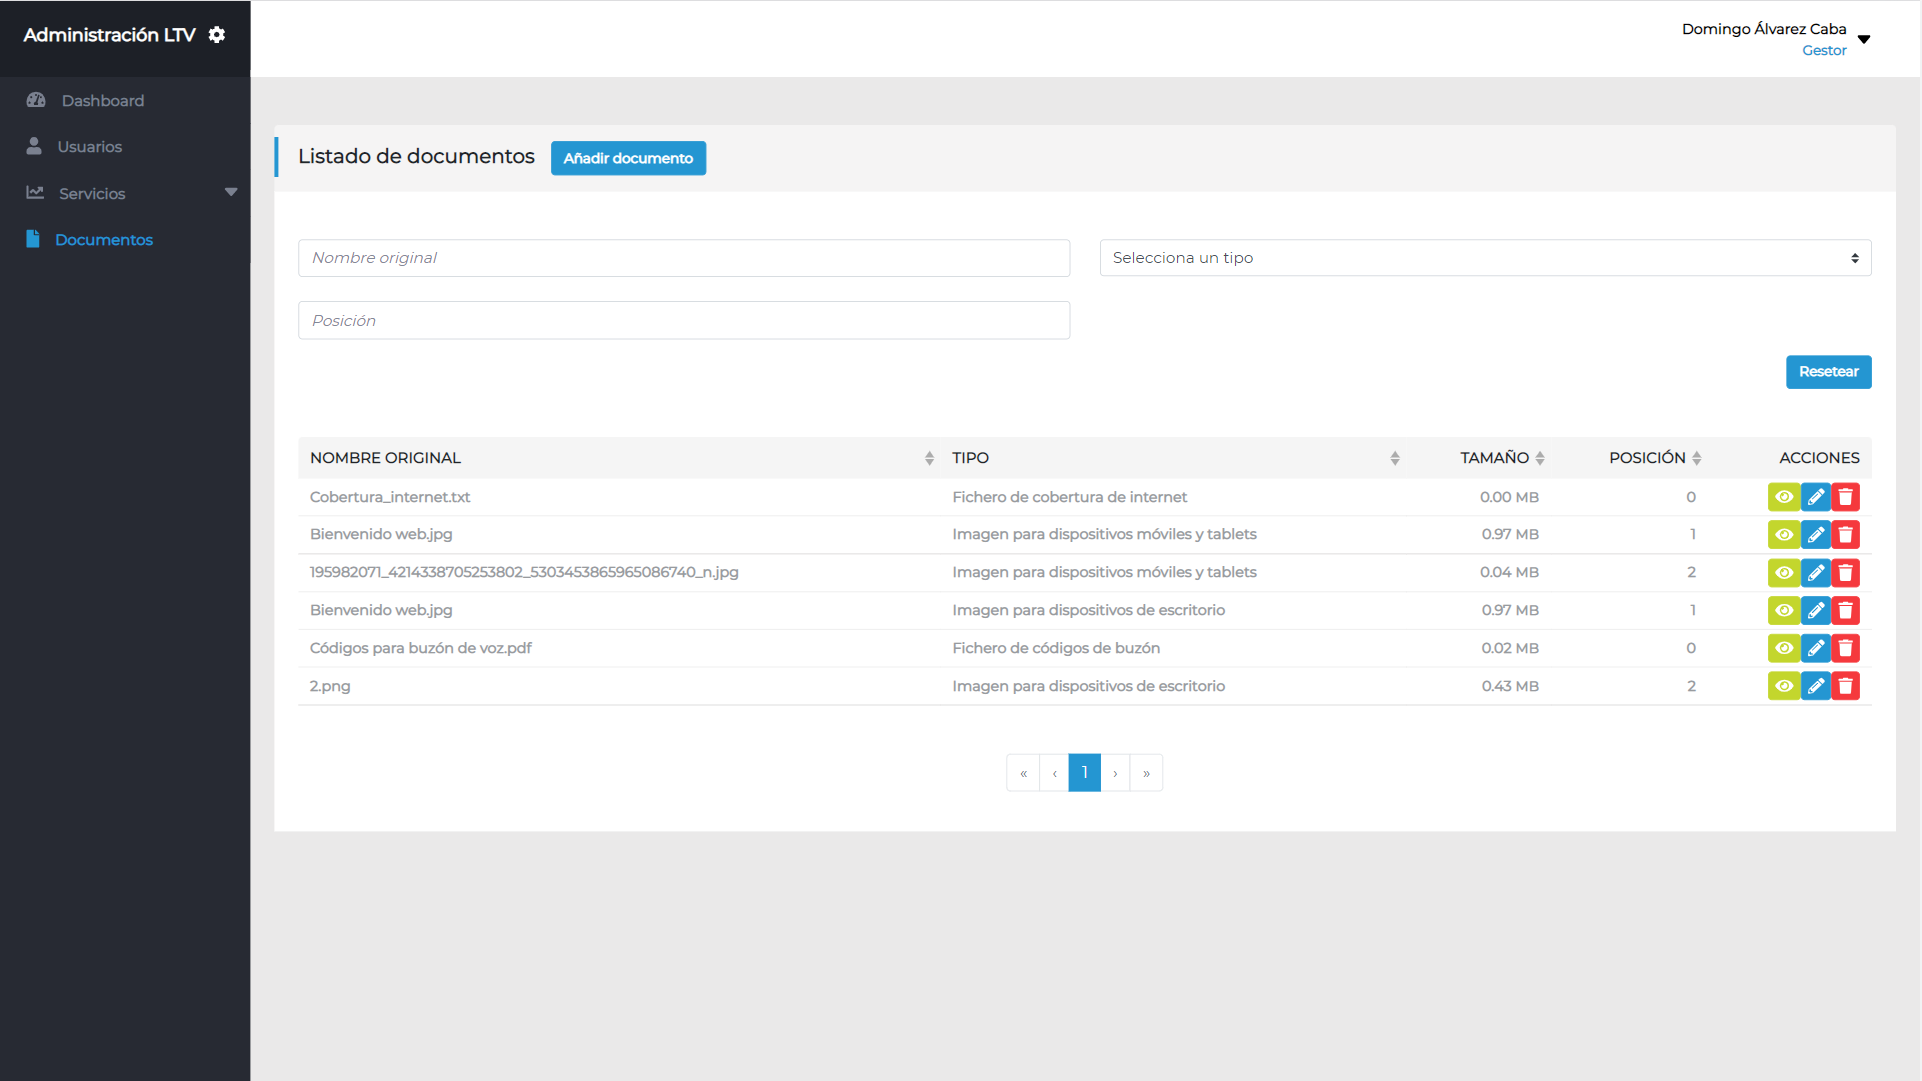 Administración LTV
Domingo Álvarez Caba
Gestor
Dashboard
Usuarios
Servicios
Documentos
Listado de documentos
Añadir documento
Nombre original
Selecciona un tipo
Posición
Resetear
NOMBRE ORIGINAL TIPO TAMAÑO POSICIÓN ACCIONES
Cobertura_internet.txt Fichero de cobertura de internet 0.00 MB 0
Bienvenido web.jpg Imagen para dispositivos móviles y tablets 0.97 MB 1
195982071_4214338705253802_5303453865965086740_n.jpg Imagen para dispositivos móviles y tablets 0.04 MB 2
Bienvenido web.jpg Imagen para dispositivos de escritorio 0.97 MB 1
Códigos para buzón de voz.pdf Fichero de códigos de buzón 0.02 MB 0
2.png Imagen para dispositivos de escritorio 0.43 MB 2
« ‹ 1 › »